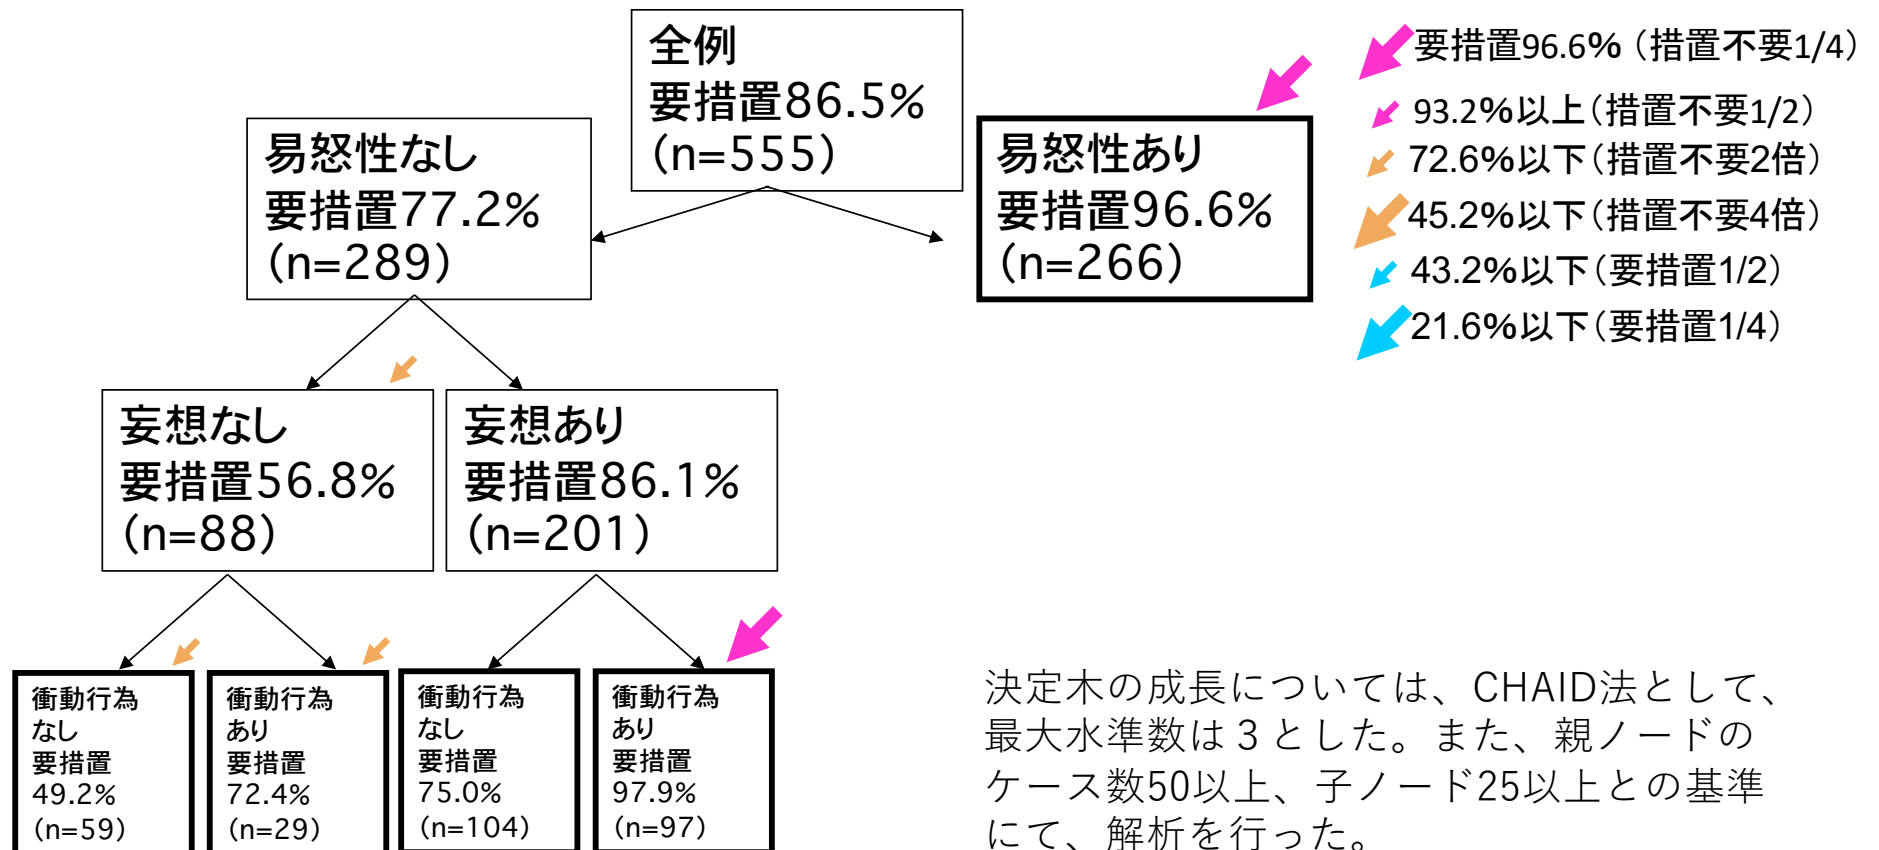 全例
要措置86.5%
(n=555)
易怒性なし
要措置77.2%
(n=289)
易怒性あり
要措置96.6%
(n=266)
妄想なし
要措置56.8%
(n=88)
妄想あり
要措置86.1%
(n=201)
衝動行為
なし
要措置
49.2%
(n=59)
衝動行為
あり
要措置
72.4%
(n=29)
衝動行為
なし
要措置
75.0%
(n=104)
衝動行為
あり
要措置
97.9%
(n=97)
要措置96.6%（措置不要1/4）
93.2%以上（措置不要1/2）
72.6%以下（措置不要2倍）
45.2%以下（措置不要4倍）
43.2%以下（要措置1/2）
21.6%以下（要措置1/4）
決定木の成長については、CHAID法として、
最大水準数は３とした。また、親ノードの
ケース数50以上、子ノード25以上との基準
にて、解析を行った。